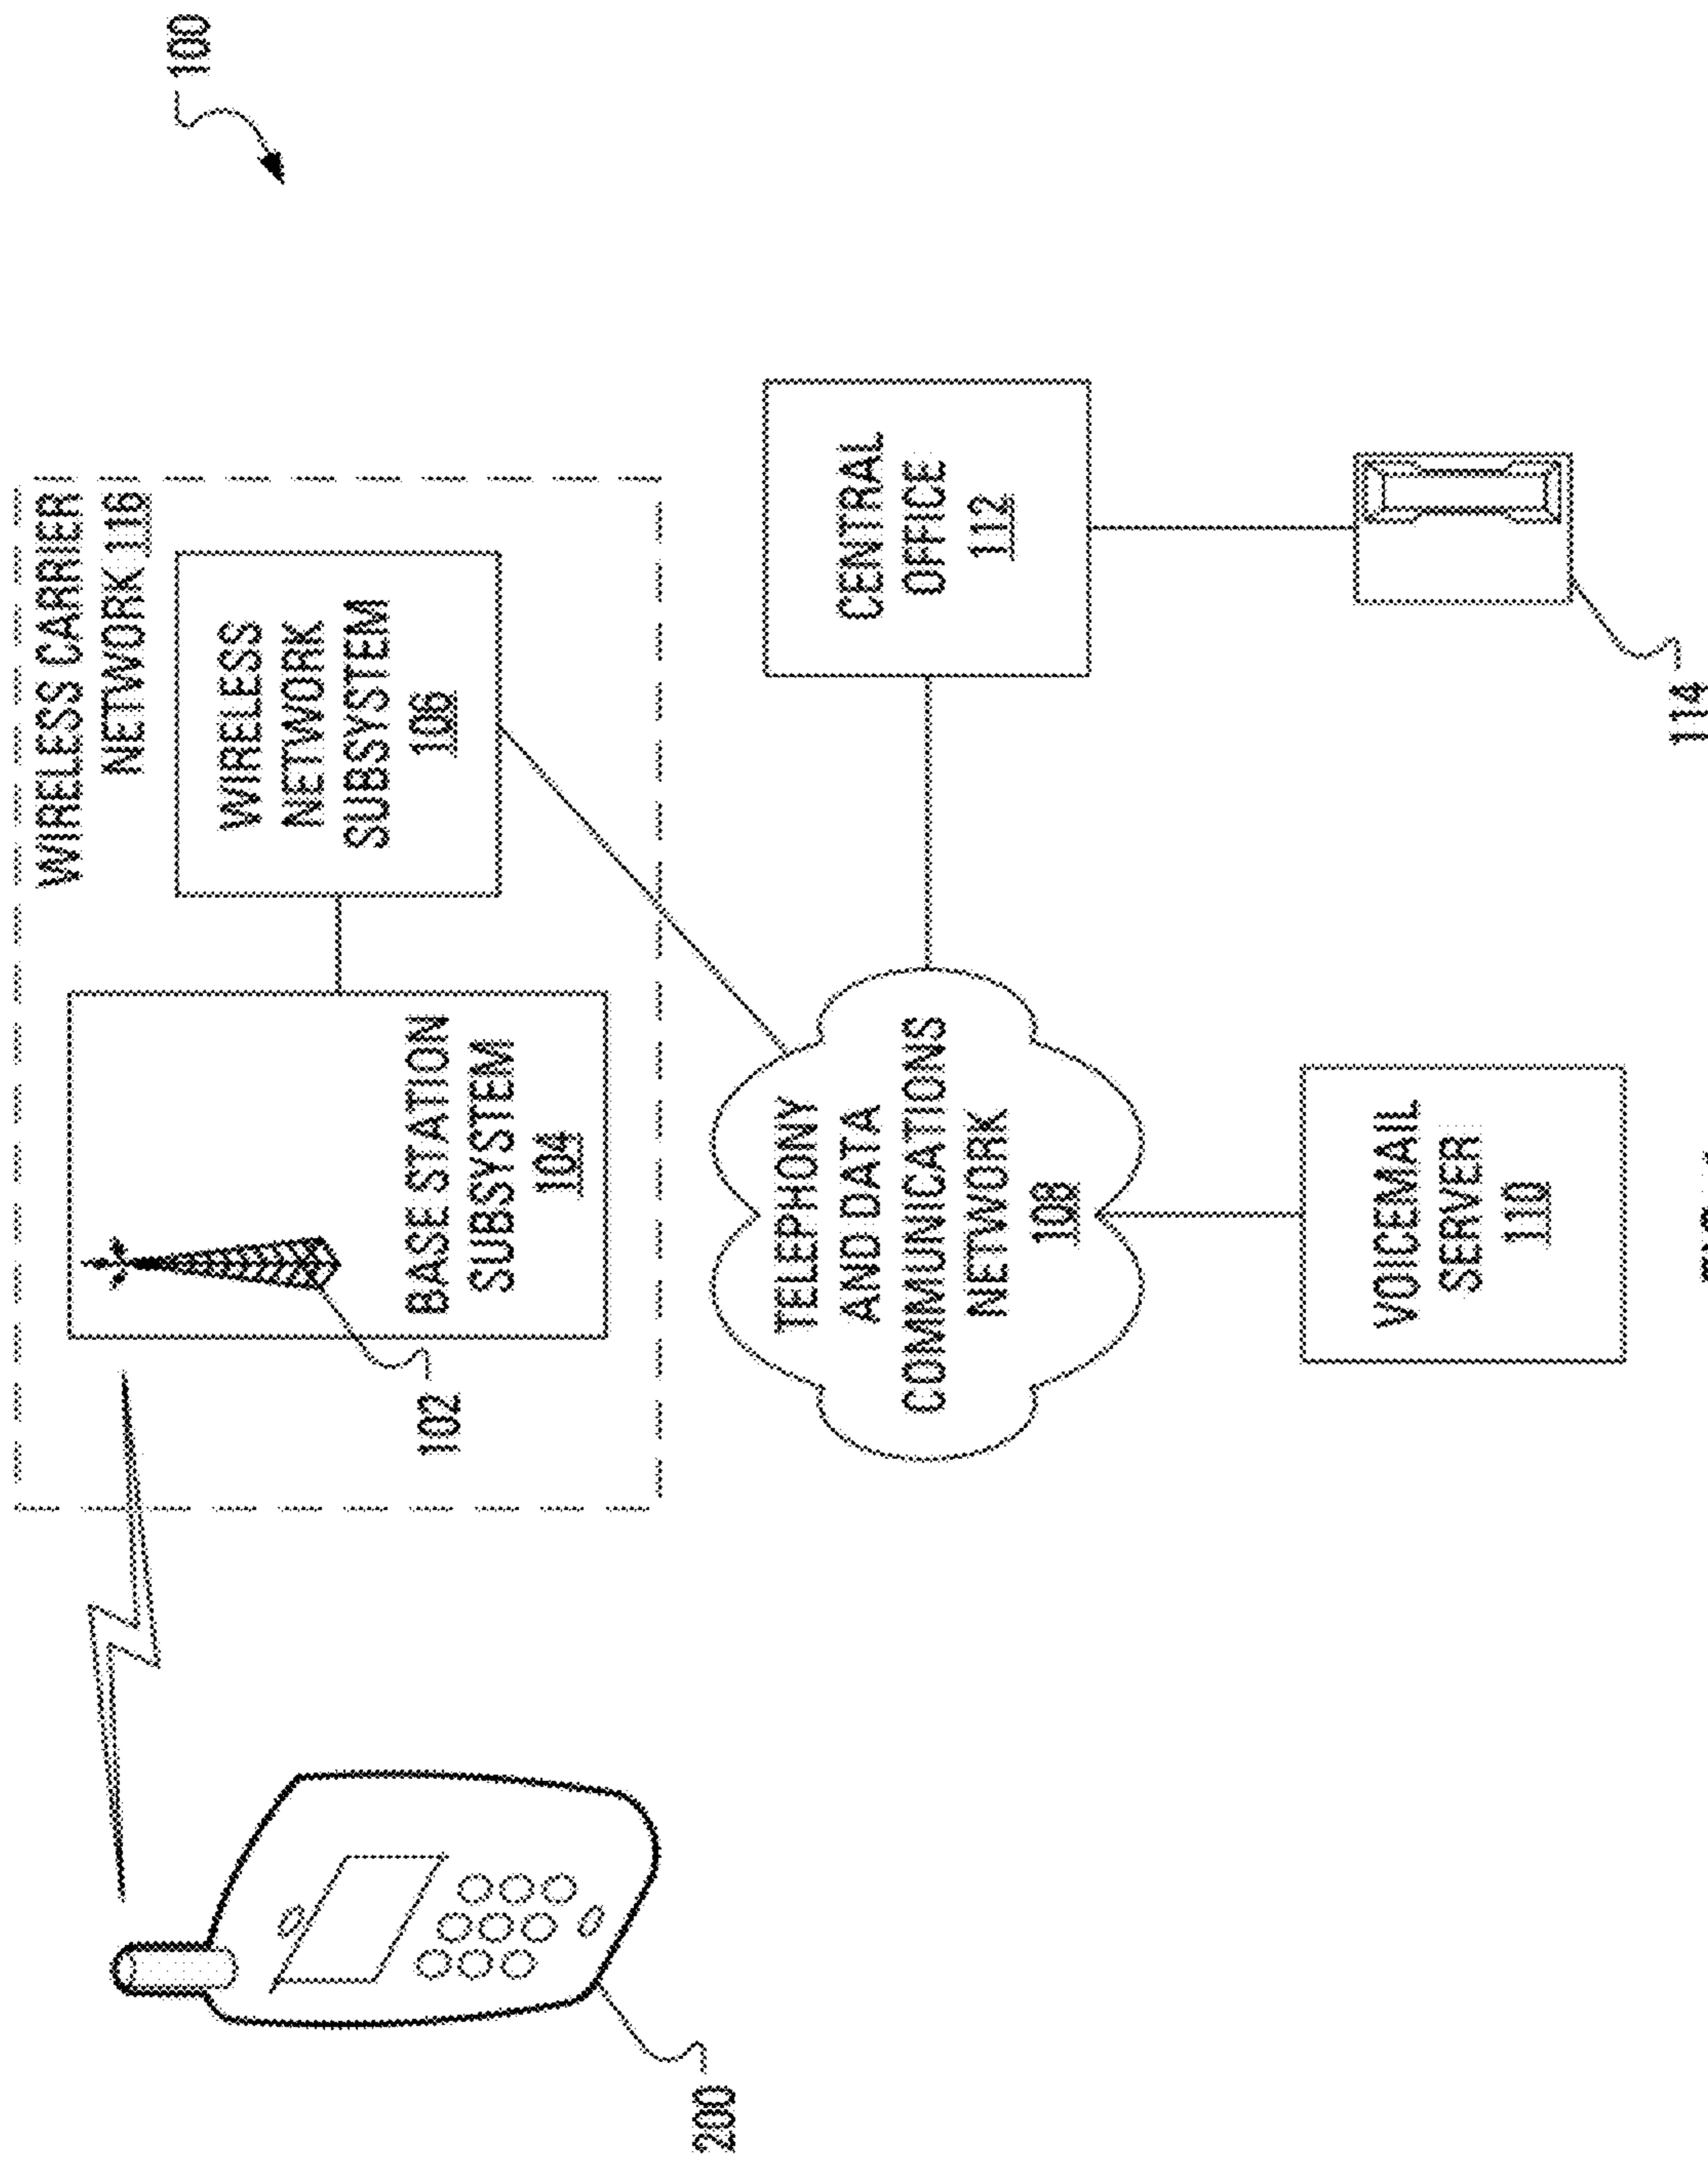 100
WIRELESS CARRIER
NETWORK 116
WIRELESS
NETWORK
SUBSYSTEM
106
BASE STATION
SUBSYSTEM
104
102
200
TELEPHONY
AND DATA
COMMUNICATIONS
NETWORK
108
CENTRAL
OFFICE
112
VOICEMAIL
SERVER
110
114